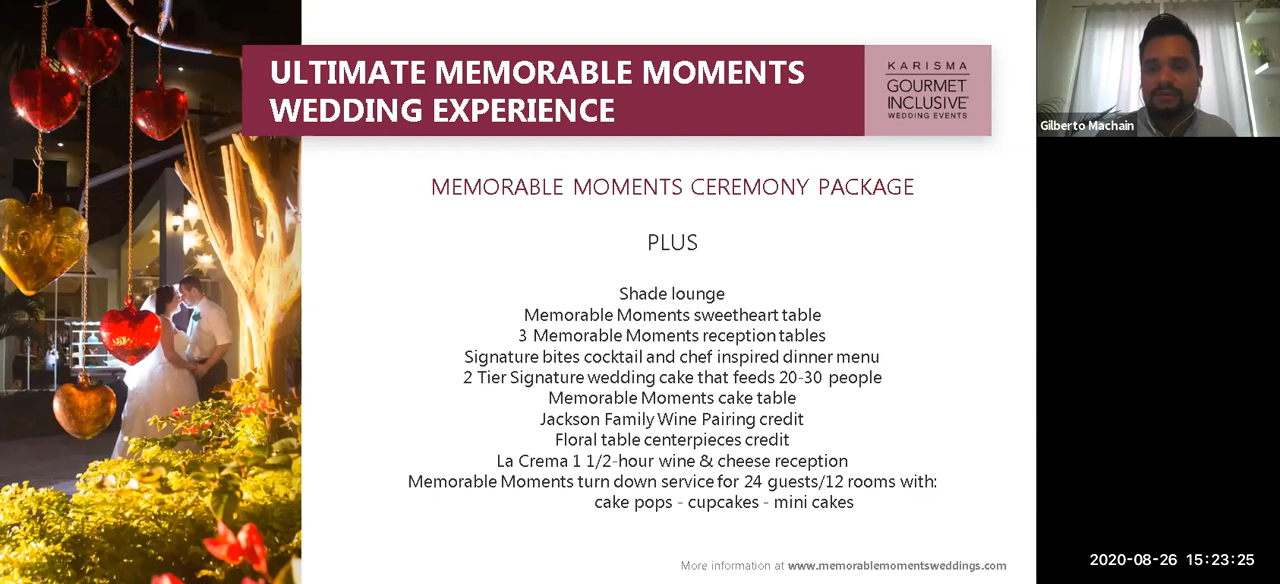 ULTIMATE MEMORABLE MOMENTS
WEDDING EXPERIENCE
KARISMA
GOURMET
INCLUSIVE
WEDDING EVENTS
Gilberto Machain
MEMORABLE MOMENTS CEREMONY PACKAGE
PLUS
Shade lounge
Memorable Moments sweetheart table
3 Memorable Moments reception tables
Signature bites cocktail and chef inspired dinner menu
2 Tier Signature wedding cake that feeds 20-30 people
Memorable Moments cake table
Jackson Family Wine Pairing credit
Floral table centerpieces credit
La Crema 1 1/2-hour wine & cheese reception
Memorable Moments turn down service for 24 guests/12 rooms with:
cake pops - cupcakes - mini cakes
More information at www.memorablemomentsweddings.com
2020-08-26 15:23:25